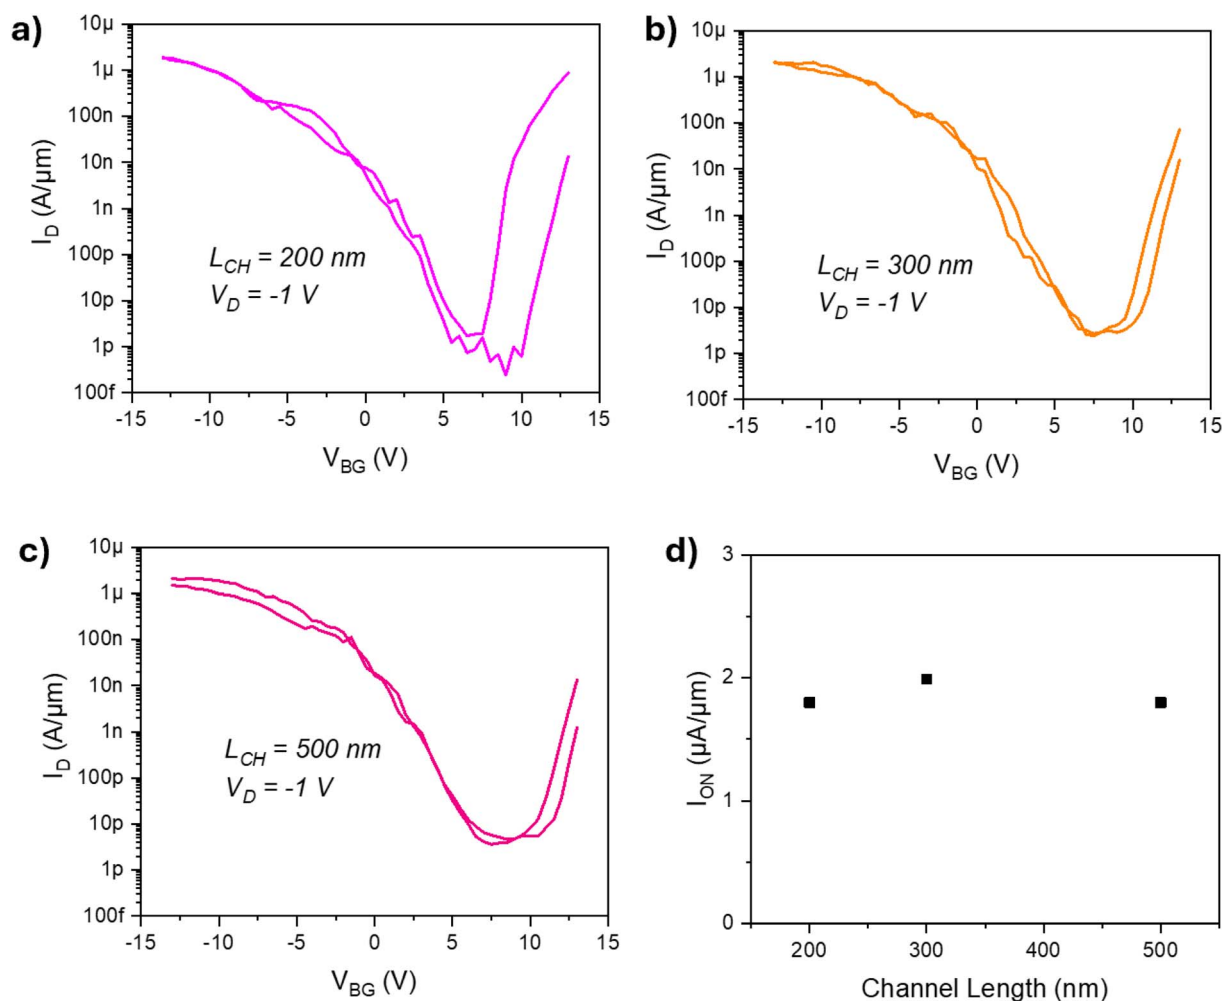 a)
10µ
1µ
100n
10n
1n
100p
10p
1p
100f
I_D (A/µm)
L_CH = 200 nm
V_D = -1 V
-15 -10 -5 0 5 10 15
V_BG (V)
b)
10µ
1µ
100n
10n
1n
100p
10p
1p
100f
I_D (A/µm)
L_CH = 300 nm
V_D = -1 V
-15 -10 -5 0 5 10 15
V_BG (V)
c)
10µ
1µ
100n
10n
1n
100p
10p
1p
100f
I_D (A/µm)
L_CH = 500 nm
V_D = -1 V
-15 -10 -5 0 5 10 15
V_BG (V)
d)
3
2
1
0
I_ON (µA/µm)
200 300 400 500
Channel Length (nm)